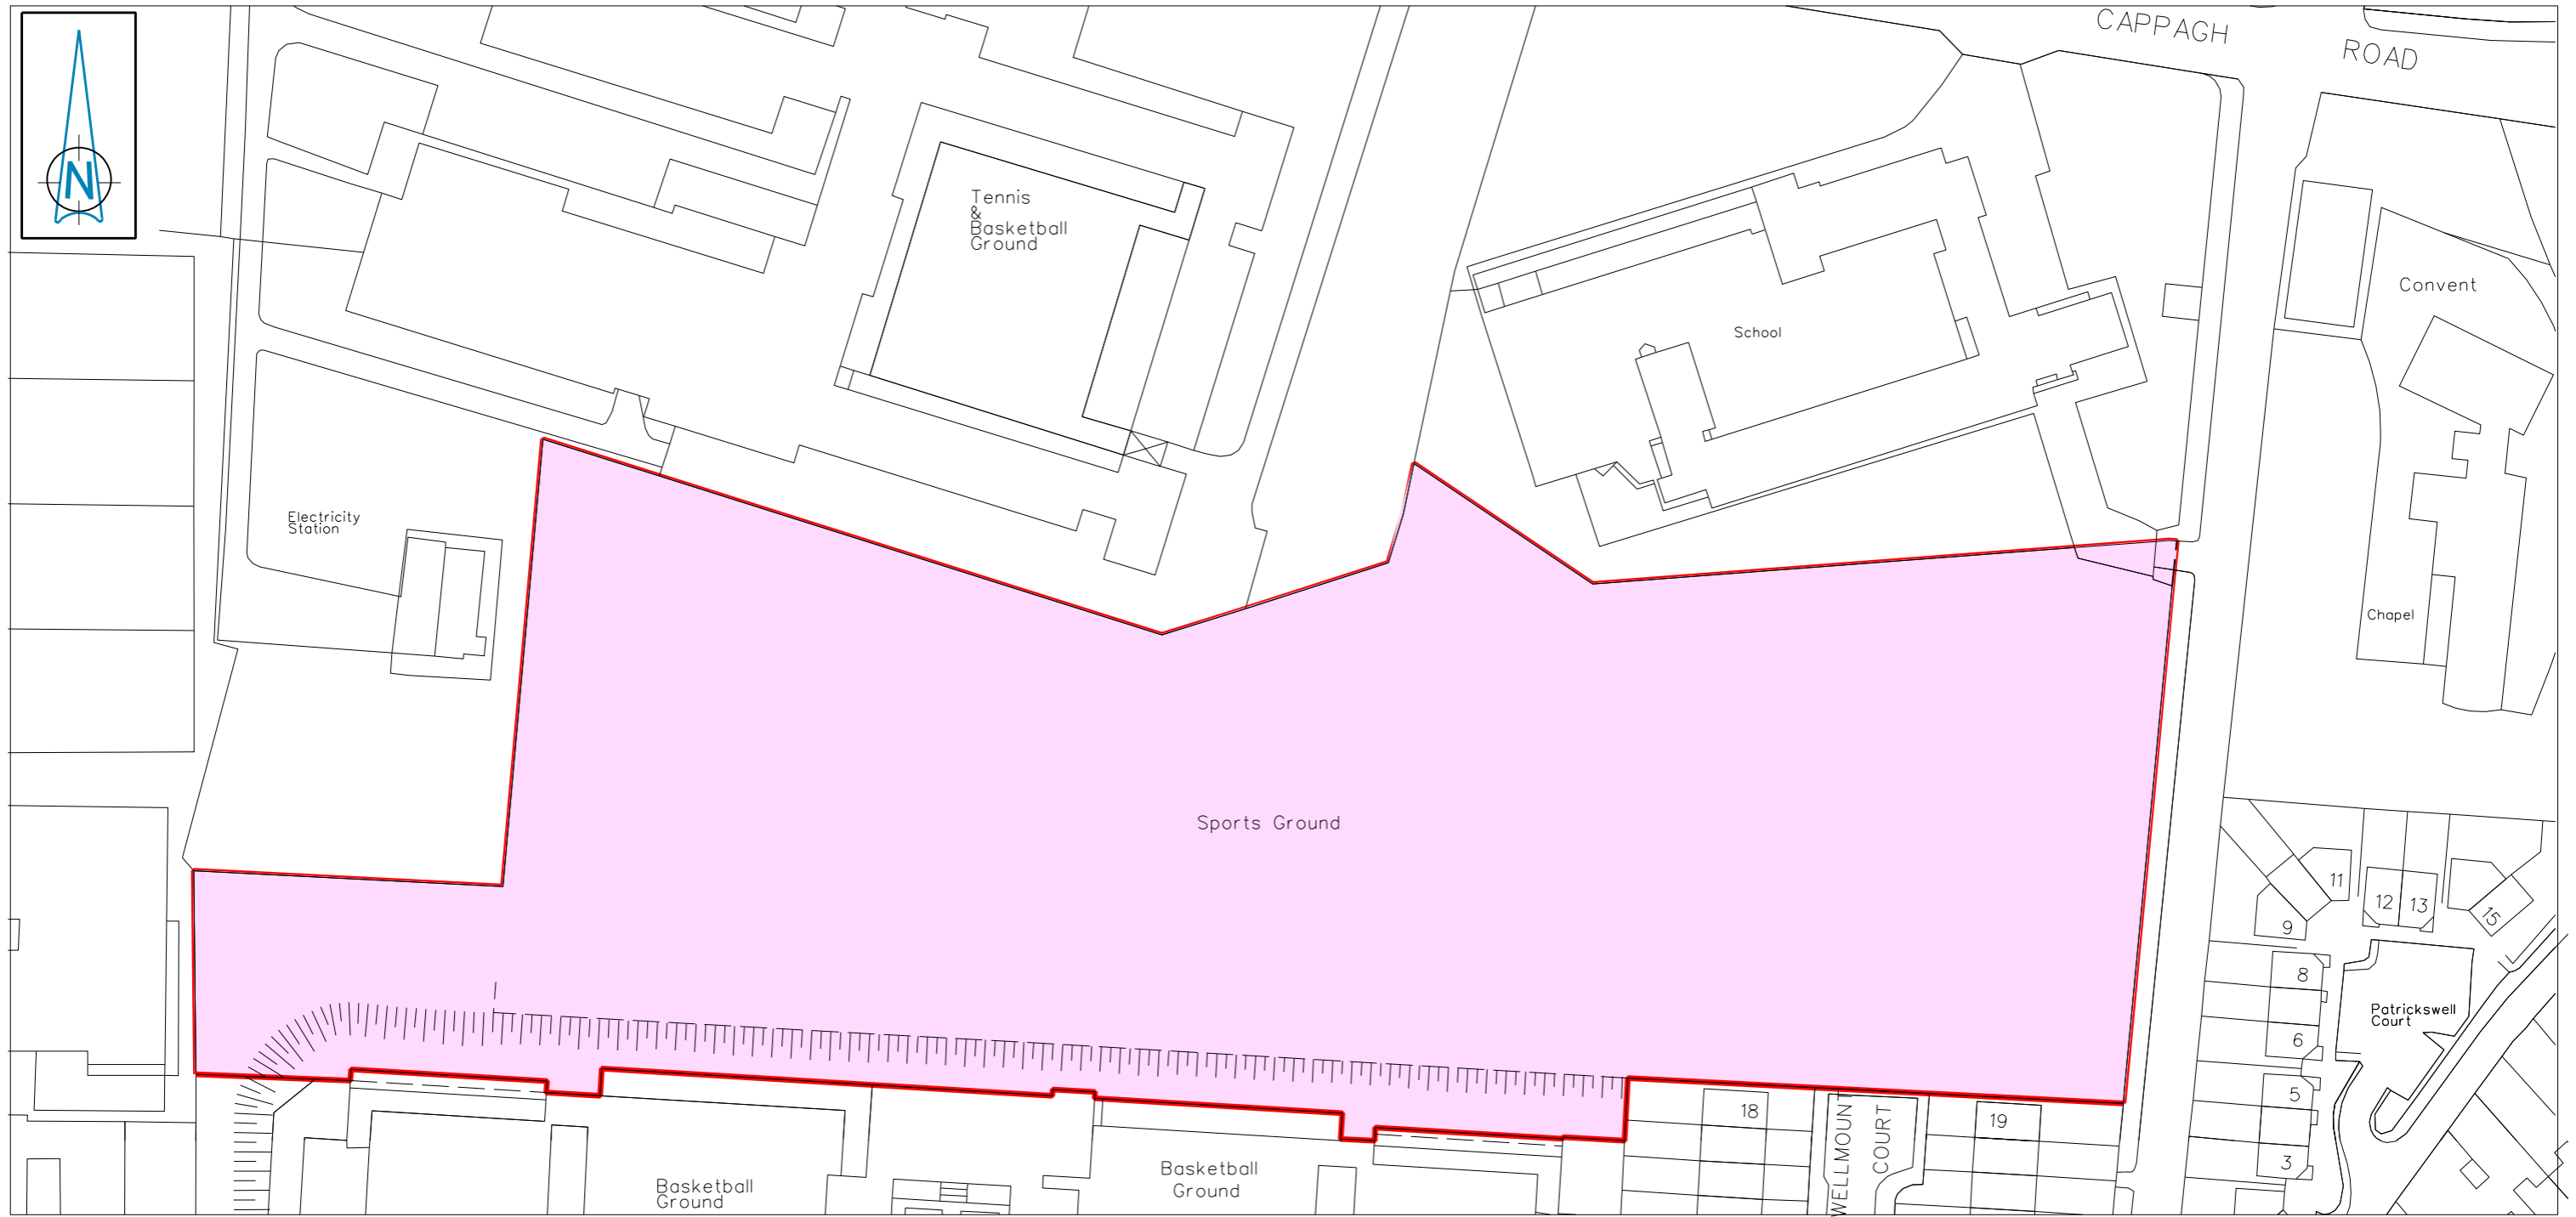 CAPPAGH
ROAD
N
Tennis
&
Basketball
Ground
Convent
School
Electricity
Station
Chapel
Sports Ground
11
12
13
15
9
8
Patrickswell
Court
6
5
3
18
WELLMOUNT
COURT
19
Basketball
Ground
Basketball
Ground